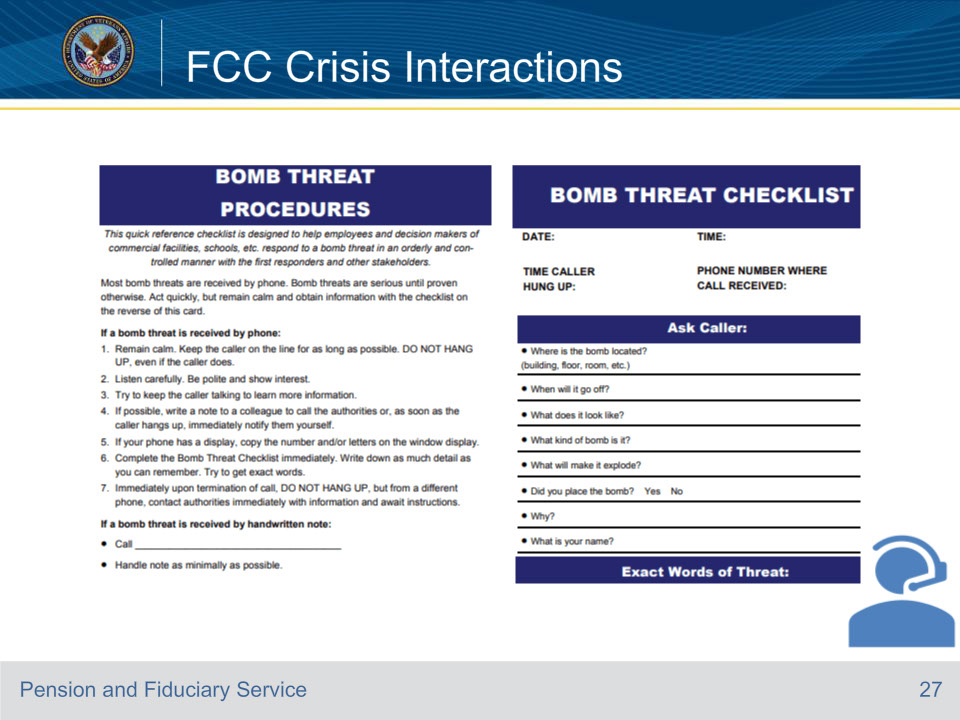 FCC Crisis Interactions
BOMB THREAT
PROCEDURES
This quick reference checklist is designed to help employees and decision makers of
commercial facilities, schools, etc. respond to a bomb threat in an orderly and con-
trolled manner with the first responders and other stakeholders.
Most bomb threats are received by phone. Bomb threats are serious until proven
otherwise. Act quickly, but remain calm and obtain information with the checklist on
the reverse of this card.
If a bomb threat is received by phone:
1. Remain calm. Keep the caller on the line for as long as possible. DO NOT HANG
UP, even if the caller does.
2. Listen carefully. Be polite and show interest.
3. Try to keep the caller talking to learn more information.
4. If possible, write a note to a colleague to call the authorities or, as soon as the
caller hangs up, immediately notify them yourself.
5. If your phone has a display, copy the number and/or letters on the window display.
6. Complete the Bomb Threat Checklist immediately. Write down as much detail as
you can remember. Try to get exact words.
7. Immediately upon termination of call, DO NOT HANG UP, but from a different
phone, contact authorities immediately with information and await instructions.
If a bomb threat is received by handwritten note:
• Call ____________________________________
• Handle note as minimally as possible.
BOMB THREAT CHECKLIST
DATE: TIME:
TIME CALLER
HUNG UP:
PHONE NUMBER WHERE
CALL RECEIVED:
Ask Caller:
• Where is the bomb located?
(building, floor, room, etc.)
• When will it go off?
• What does it look like?
• What kind of bomb is it?
• What will make it explode?
• Did you place the bomb? Yes No
• Why?
• What is your name?
Exact Words of Threat:
Pension and Fiduciary Service
27